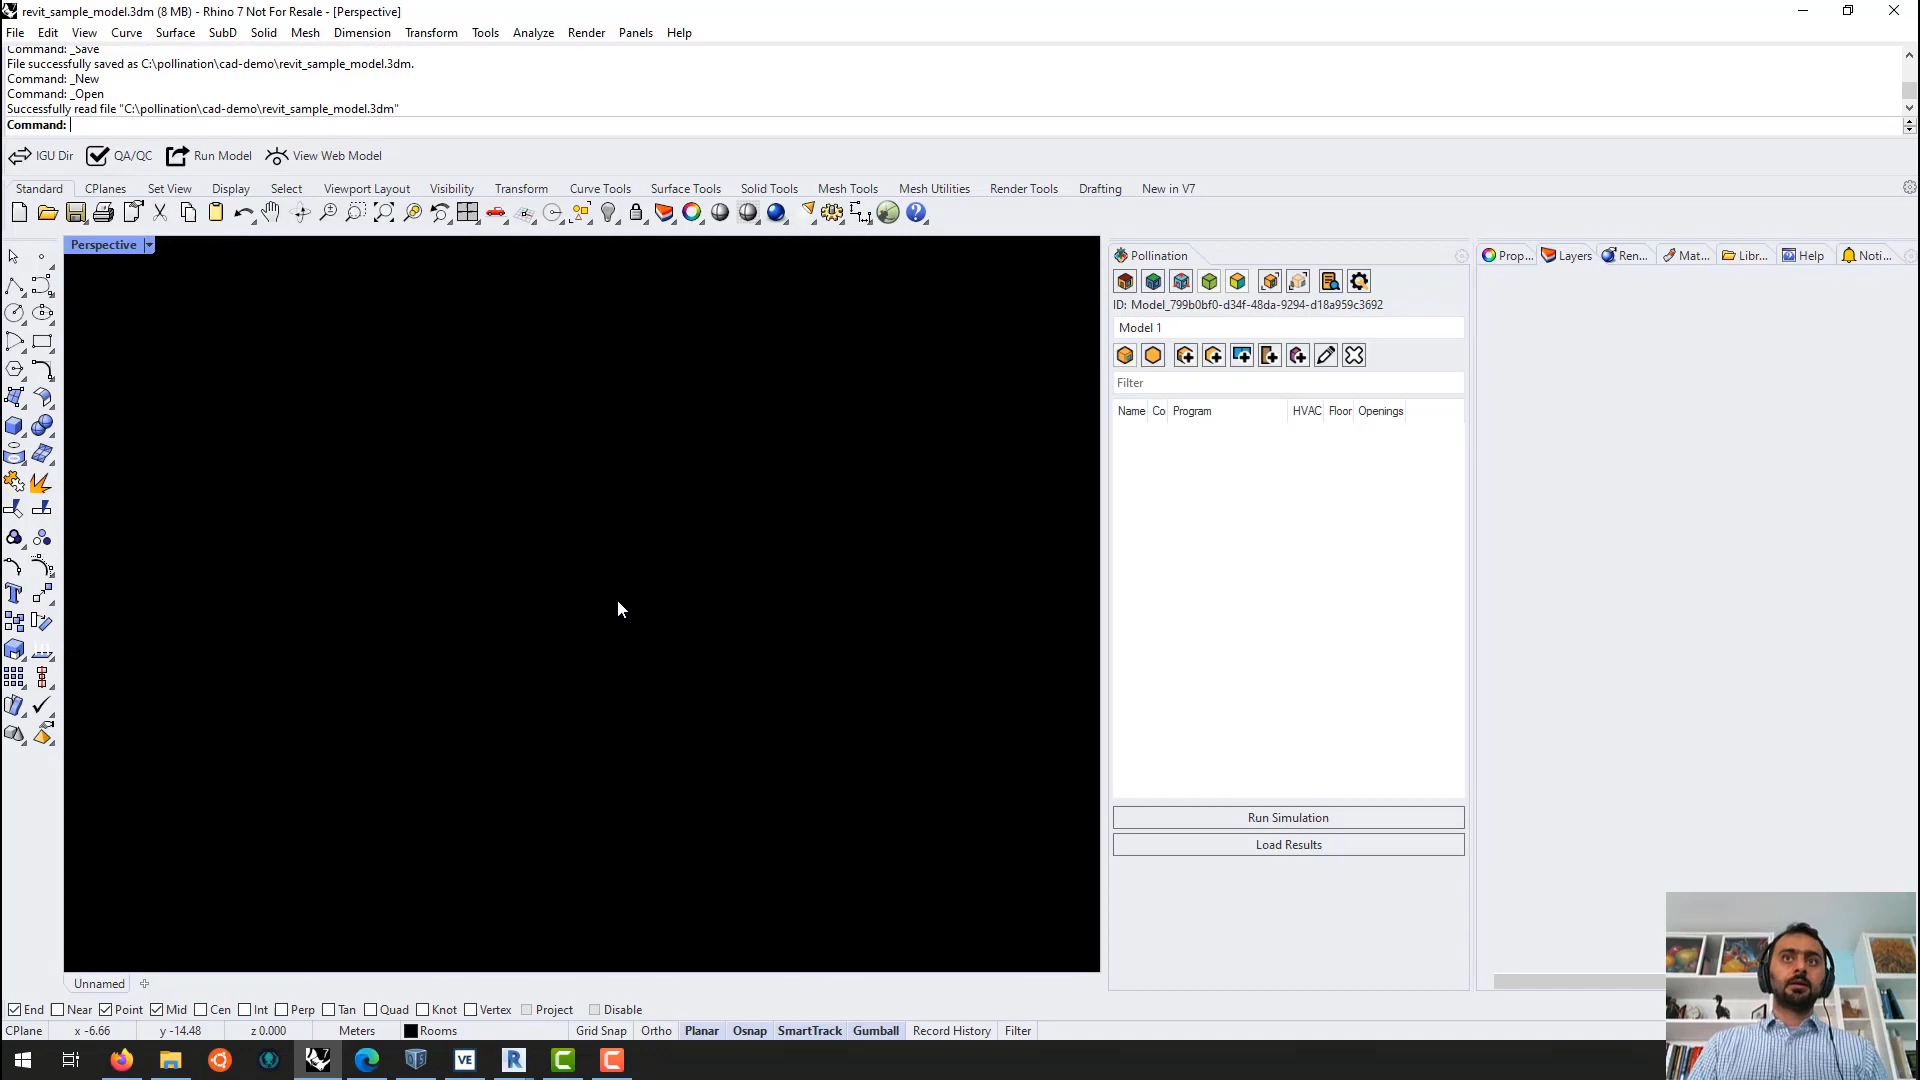 revit_sample_model.3dm (8 MB) - Rhino 7 Not For Resale - [Perspective]
File Edit View Curve Surface SubD Solid Mesh Dimension Transform Tools Analyze Render Panels Help
Command: _Save
File successfully saved as C:\pollination\cad-demo\revit_sample_model.3dm.
Command: _New
Command: _Open
Successfully read file "C:\pollination\cad-demo\revit_sample_model.3dm"
Command:
IGU Dir QA/QC Run Model View Web Model
Standard CPlanes Set View Display Select Viewport Layout Visibility Transform Curve Tools Surface Tools Solid Tools Mesh Tools Mesh Utilities Render Tools Drafting New in V7
Perspective
Pollination
Prop... Layers Ren... Mat... Libr... Help Noti...
ID: Model_799b0bf0-d34f-48da-9294-d18a959c3692
Model 1
Filter
Name Co Program HVAC Floor Openings
Run Simulation
Load Results
Unnamed
End Near Point Mid Cen Int Perp Tan Quad Knot Vertex Project Disable
CPlane x -6.66 y -14.48 z 0.000 Meters Rooms Grid Snap Ortho Planar Osnap SmartTrack Gumball Record History Filter
VE R C C